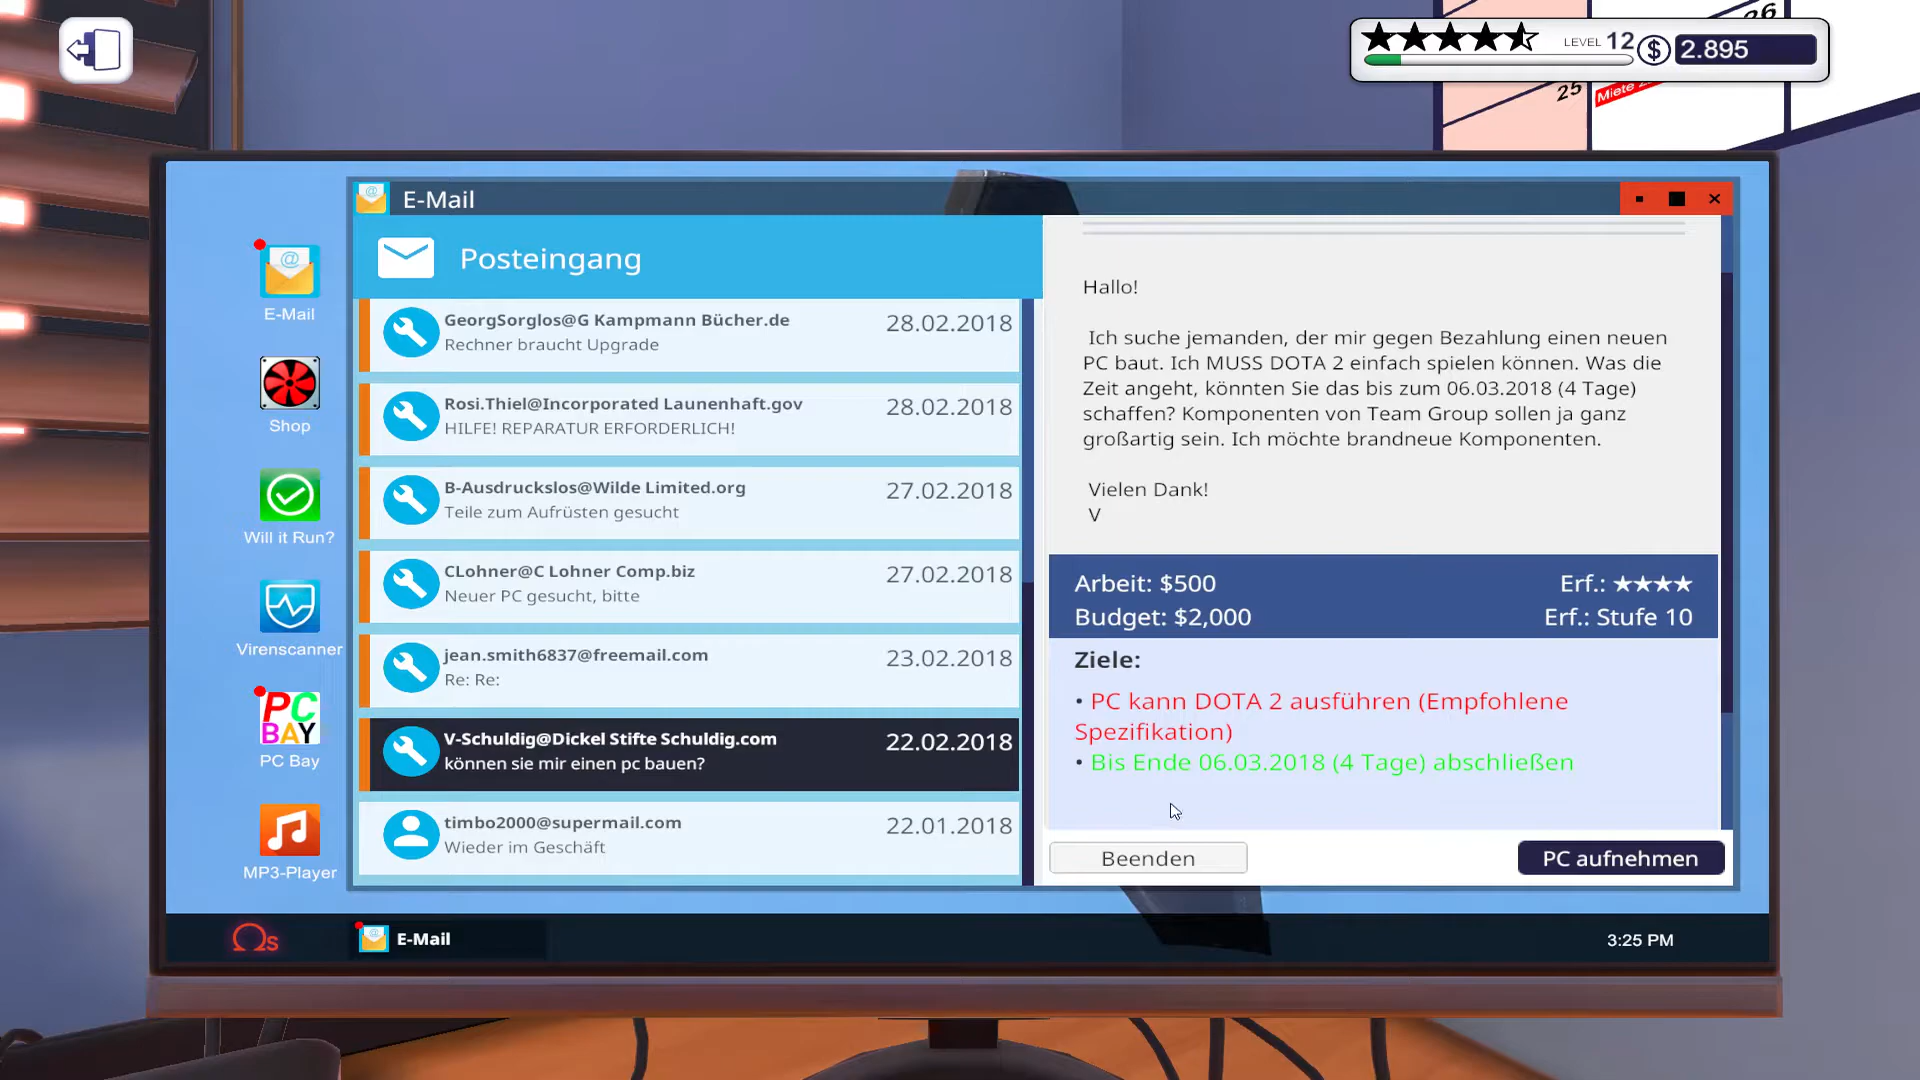 26
LEVEL 12
$ 2.895
25
Miete
E-Mail
Posteingang
E-Mail
Shop
Will it Run?
Virenscanner
PC
BAY
PC Bay
MP3-Player
GeorgSorglos@G Kampmann Bücher.de 28.02.2018
Rechner braucht Upgrade
Rosi.Thiel@Incorporated Launenhaft.gov 28.02.2018
HILFE! REPARATUR ERFORDERLICH!
B-Ausdruckslos@Wilde Limited.org 27.02.2018
Teile zum Aufrüsten gesucht
CLohner@C Lohner Comp.biz 27.02.2018
Neuer PC gesucht, bitte
jean.smith6837@freemail.com 23.02.2018
Re: Re:
V-Schuldig@Dickel Stifte Schuldig.com 22.02.2018
können sie mir einen pc bauen?
timbo2000@supermail.com 22.01.2018
Wieder im Geschäft
Hallo!
Ich suche jemanden, der mir gegen Bezahlung einen neuen
PC baut. Ich MUSS DOTA 2 einfach spielen können. Was die
Zeit angeht, könnten Sie das bis zum 06.03.2018 (4 Tage)
schaffen? Komponenten von Team Group sollen ja ganz
großartig sein. Ich möchte brandneue Komponenten.
Vielen Dank!
V
Arbeit: $500 Erf.: ★★★★
Budget: $2,000 Erf.: Stufe 10
Ziele:
• PC kann DOTA 2 ausführen (Empfohlene
Spezifikation)
• Bis Ende 06.03.2018 (4 Tage) abschließen
Beenden
PC aufnehmen
Ωs
E-Mail
3:25 PM